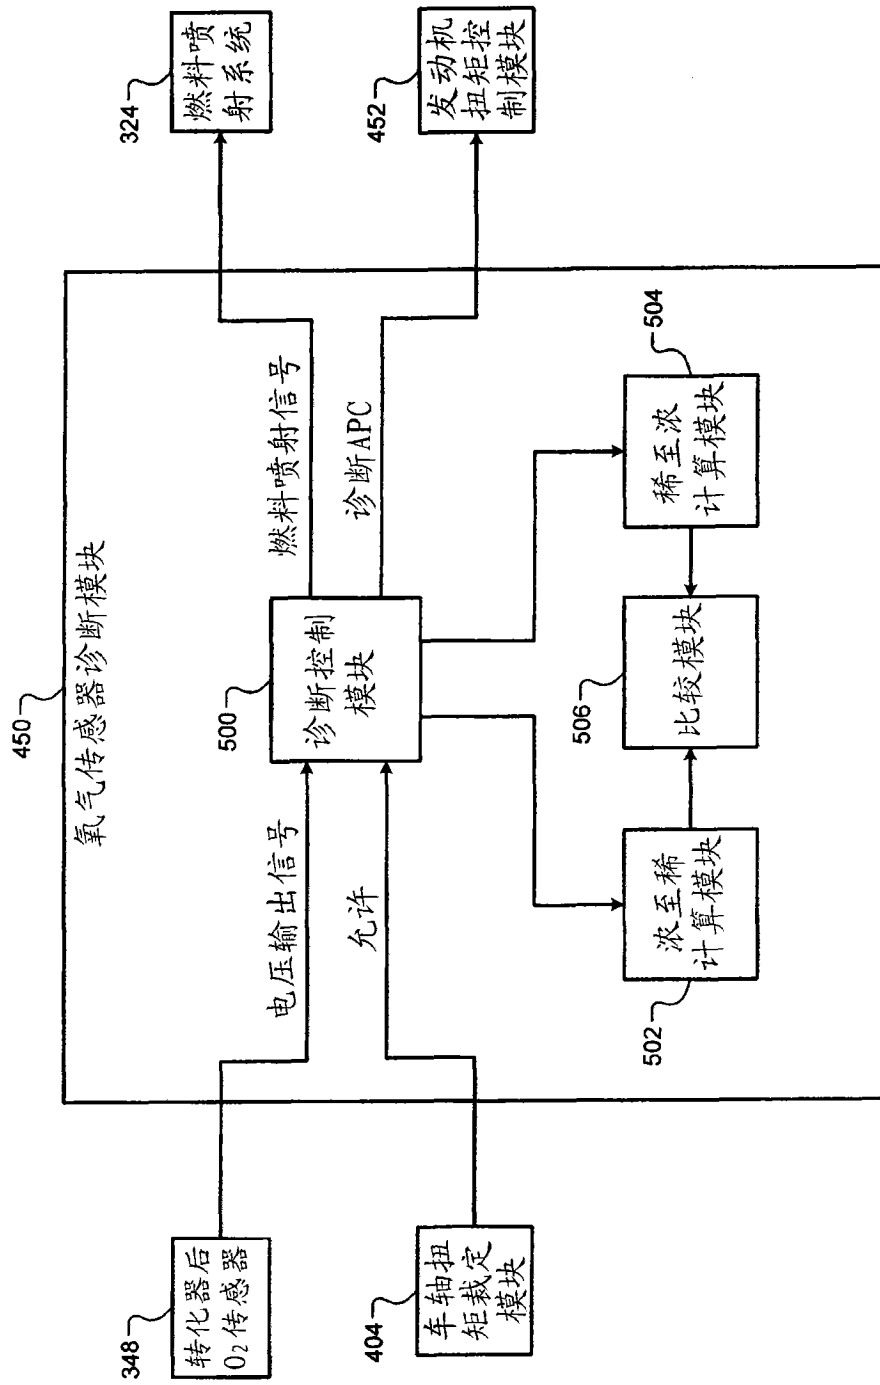 450
氧气传感器诊断模块
348
转化器后
O2传感器
404
车轴扭
矩裁定
模块
电压输出信号
允许
500
诊断控制
模块
燃料喷射信号
诊断APC
324
燃料喷
射系统
452
发动机
扭矩控
制模块
502
浓至稀
计算模块
506
比较模块
504
稀至浓
计算模块